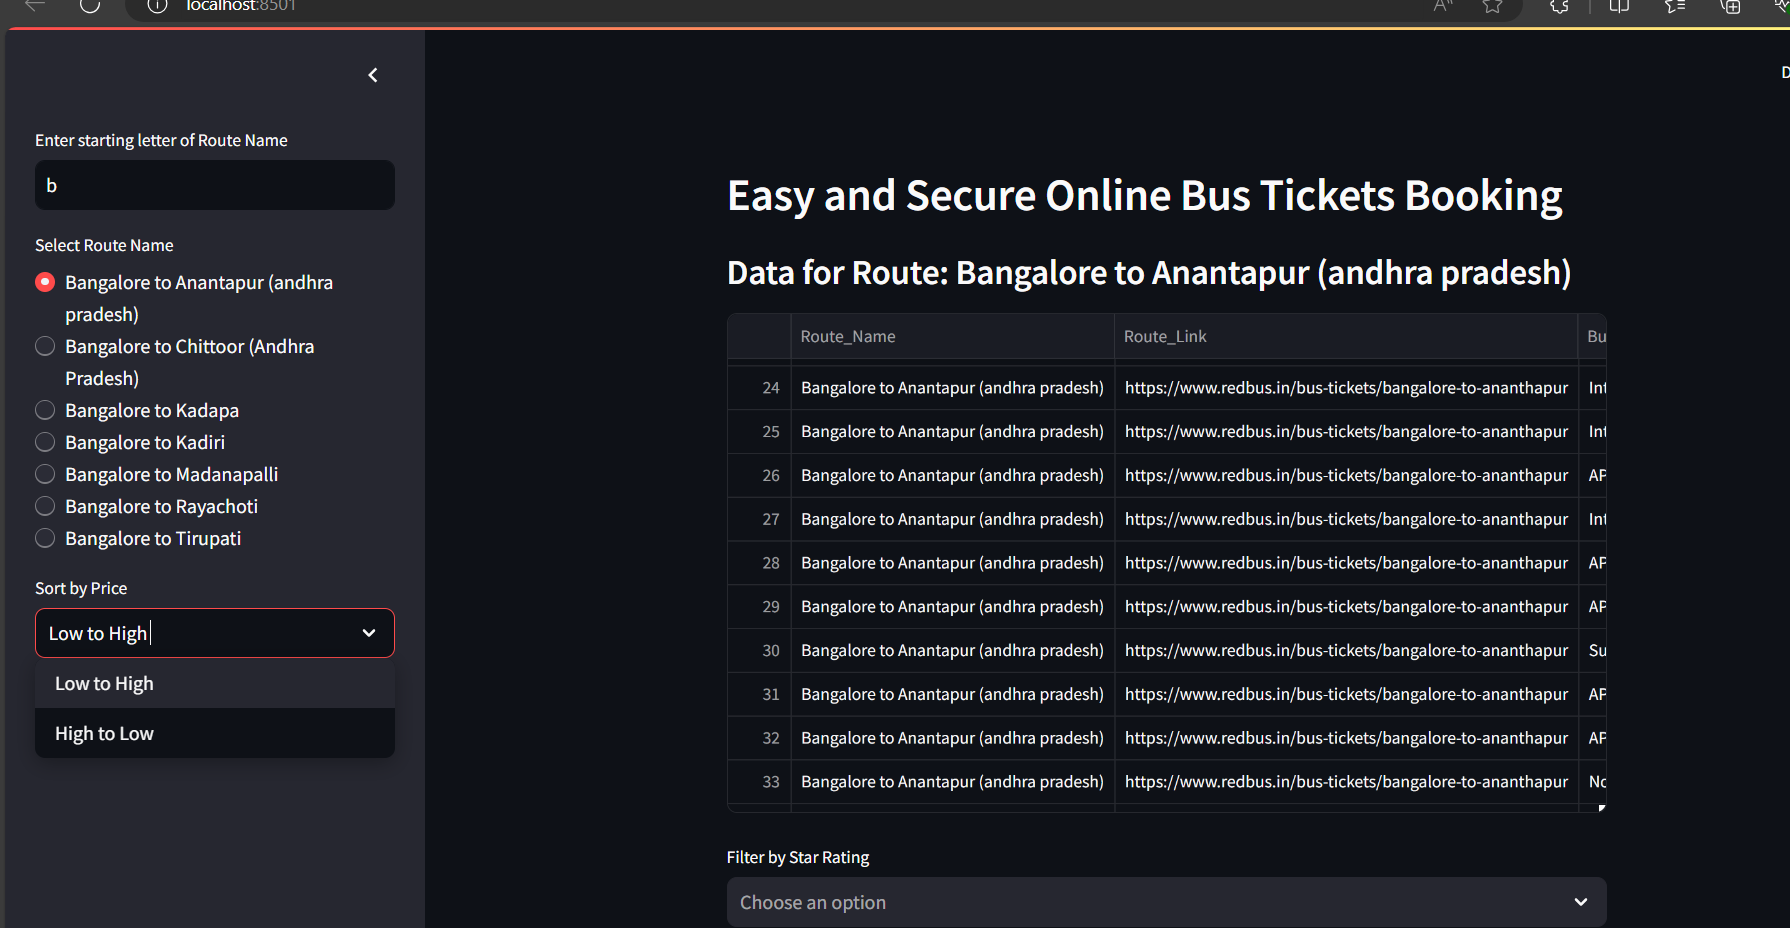 localhost:8501
Enter starting letter of Route Name
b
Select Route Name
Bangalore to Anantapur (andhra
pradesh)
Bangalore to Chittoor (Andhra
Pradesh)
Bangalore to Kadapa
Bangalore to Kadiri
Bangalore to Madanapalli
Bangalore to Rayachoti
Bangalore to Tirupati
Sort by Price
Low to High
Low to High
High to Low
D
Easy and Secure Online Bus Tickets Booking
Data for Route: Bangalore to Anantapur (andhra pradesh)
Route_Name Route_Link Bu
24 Bangalore to Anantapur (andhra pradesh) https://www.redbus.in/bus-tickets/bangalore-to-ananthapur Int
25 Bangalore to Anantapur (andhra pradesh) https://www.redbus.in/bus-tickets/bangalore-to-ananthapur Int
26 Bangalore to Anantapur (andhra pradesh) https://www.redbus.in/bus-tickets/bangalore-to-ananthapur AP
27 Bangalore to Anantapur (andhra pradesh) https://www.redbus.in/bus-tickets/bangalore-to-ananthapur Int
28 Bangalore to Anantapur (andhra pradesh) https://www.redbus.in/bus-tickets/bangalore-to-ananthapur AP
29 Bangalore to Anantapur (andhra pradesh) https://www.redbus.in/bus-tickets/bangalore-to-ananthapur AP
30 Bangalore to Anantapur (andhra pradesh) https://www.redbus.in/bus-tickets/bangalore-to-ananthapur Su
31 Bangalore to Anantapur (andhra pradesh) https://www.redbus.in/bus-tickets/bangalore-to-ananthapur AP
32 Bangalore to Anantapur (andhra pradesh) https://www.redbus.in/bus-tickets/bangalore-to-ananthapur AP
33 Bangalore to Anantapur (andhra pradesh) https://www.redbus.in/bus-tickets/bangalore-to-ananthapur No
Filter by Star Rating
Choose an option